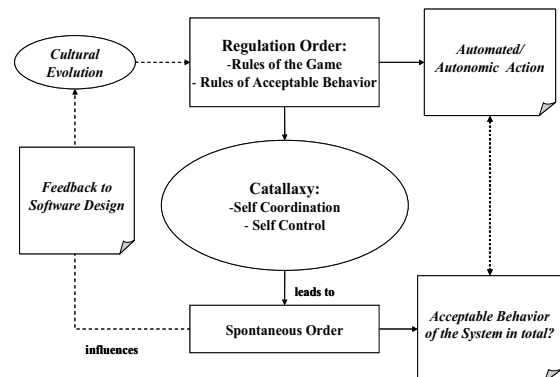 Cultural
Evolution
Regulation Order:
-Rules of the Game
- Rules of Acceptable Behavior
Automated/
Autonomic Action
Feedback to
Software Design
Catallaxy:
-Self Coordination
- Self Control
leads to
Spontaneous Order
influences
Acceptable Behavior
of the System in total?